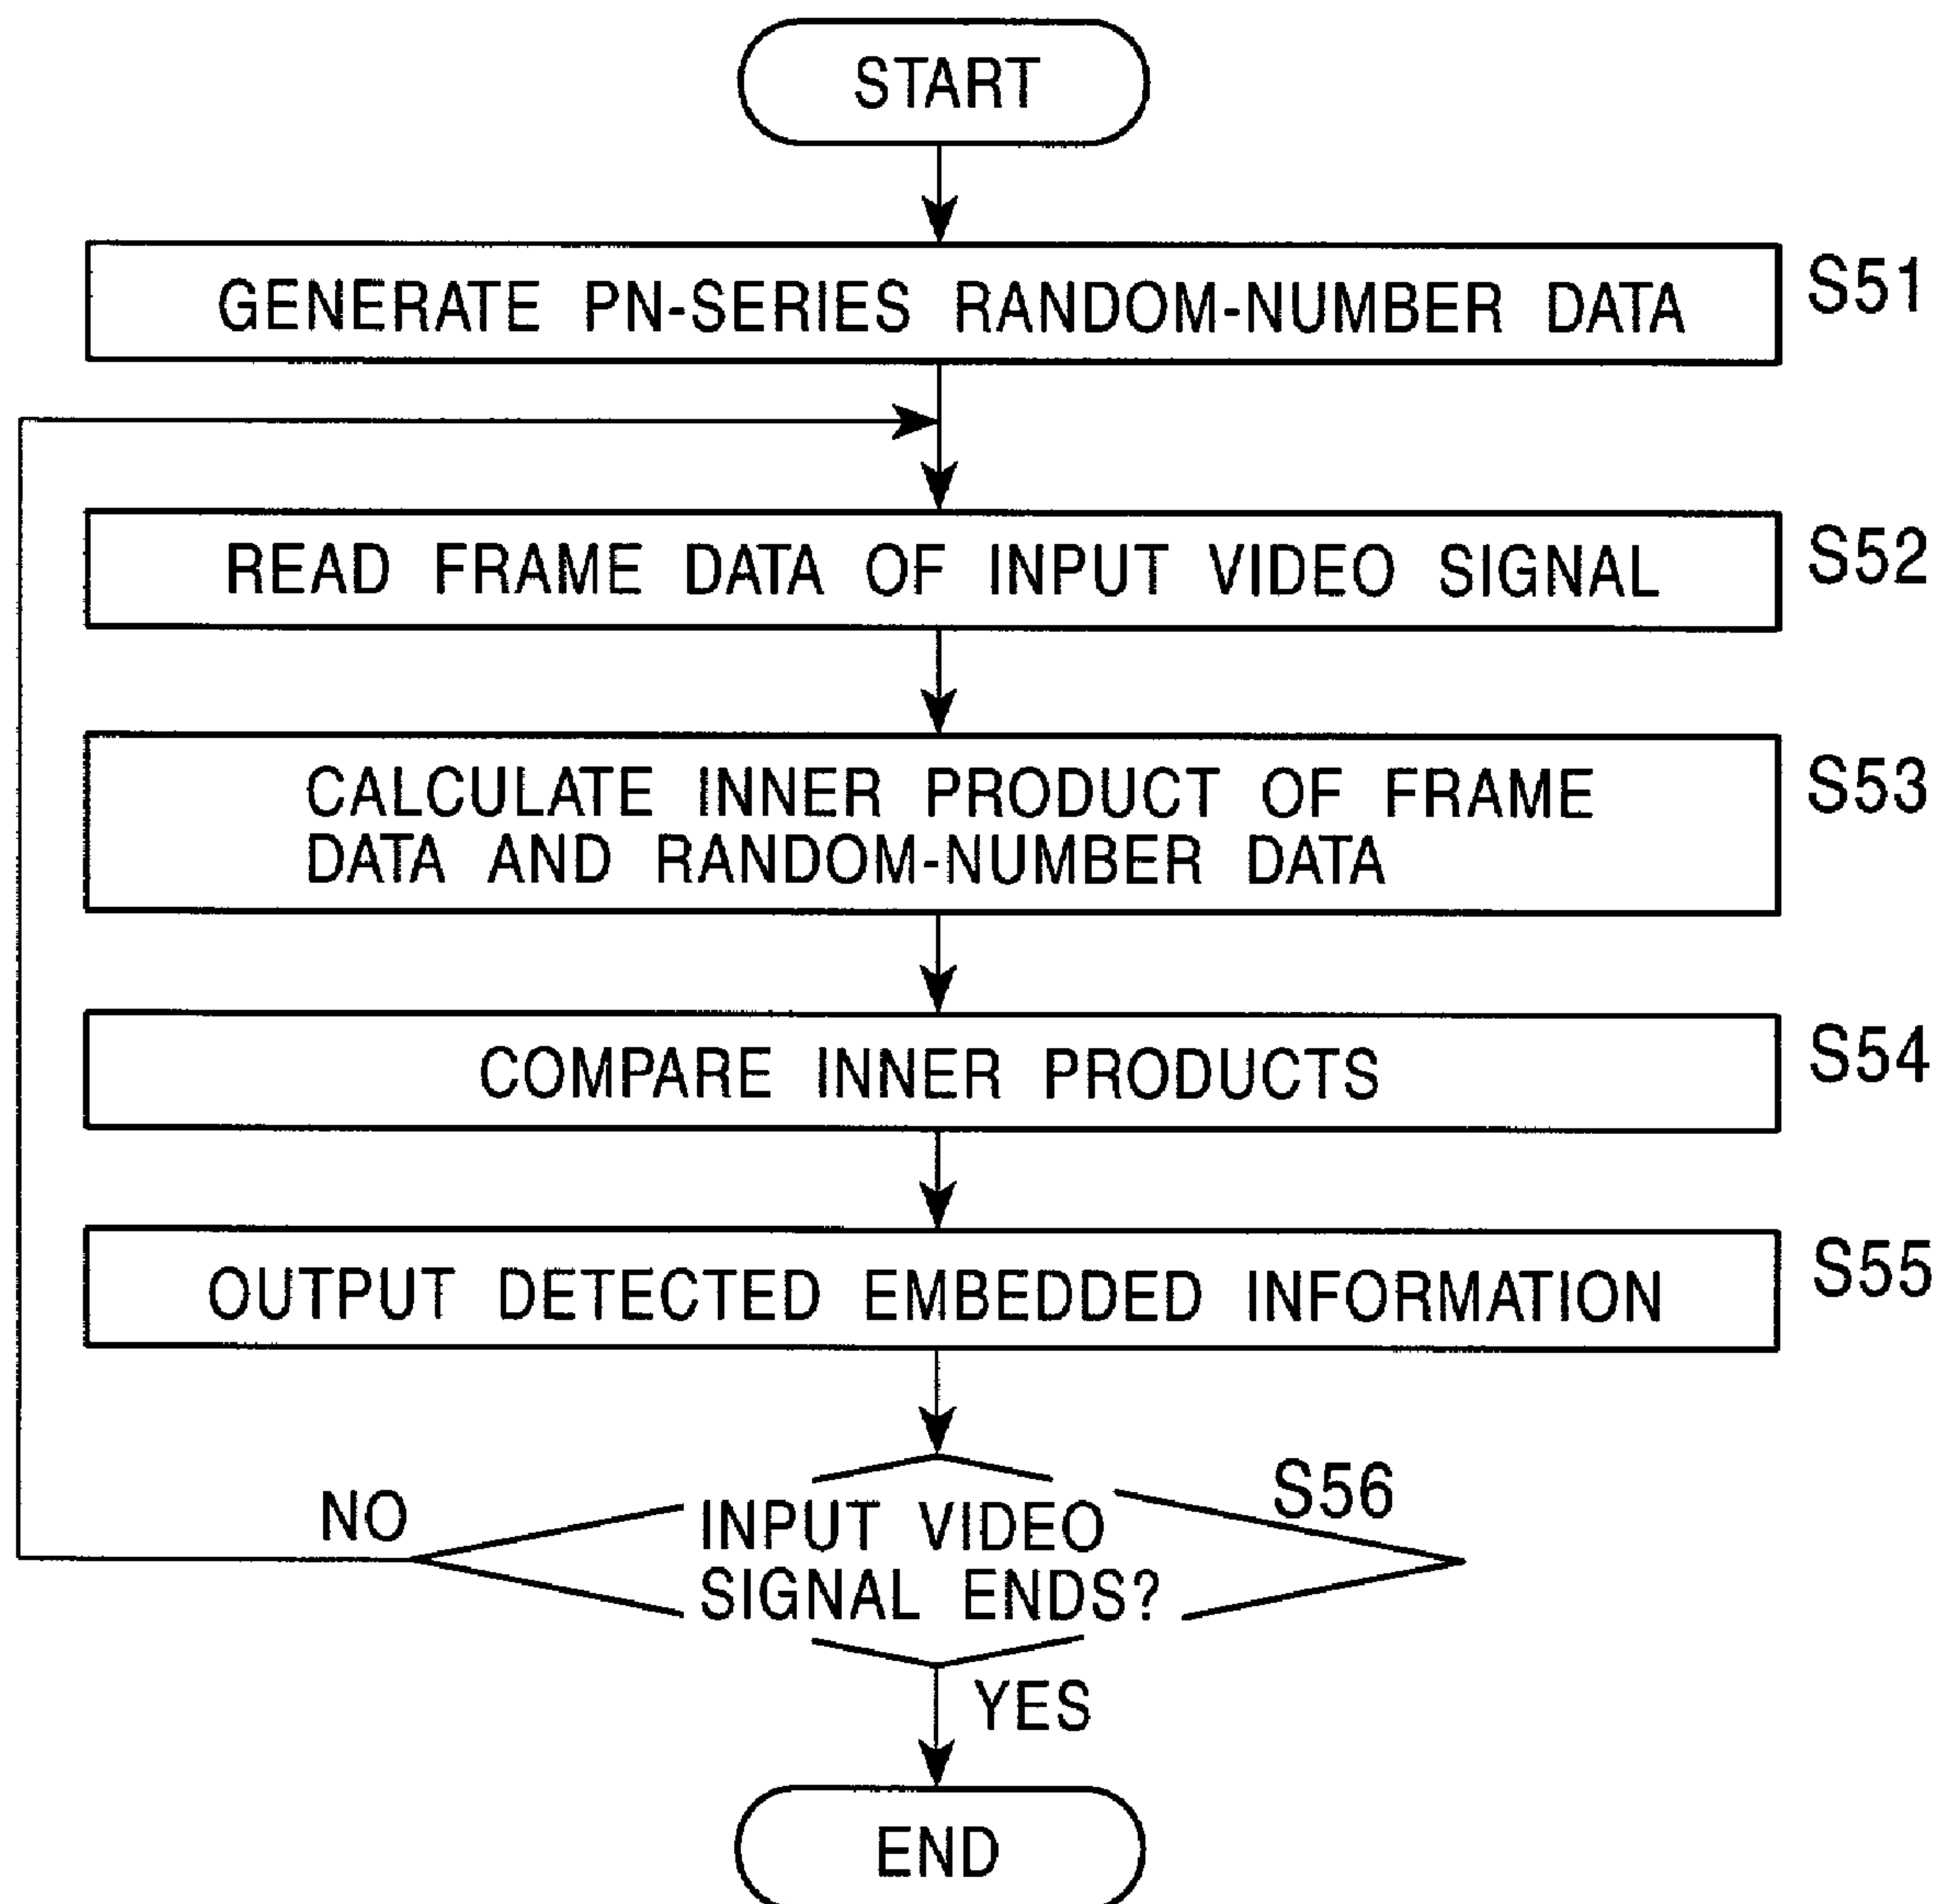 START
GENERATE PN-SERIES RANDOM-NUMBER DATA
S51
READ FRAME DATA OF INPUT VIDEO SIGNAL
S52
CALCULATE INNER PRODUCT OF FRAME
DATA AND RANDOM-NUMBER DATA
S53
COMPARE INNER PRODUCTS
S54
OUTPUT DETECTED EMBEDDED INFORMATION
S55
S56
NO
INPUT VIDEO
SIGNAL ENDS?
YES
END